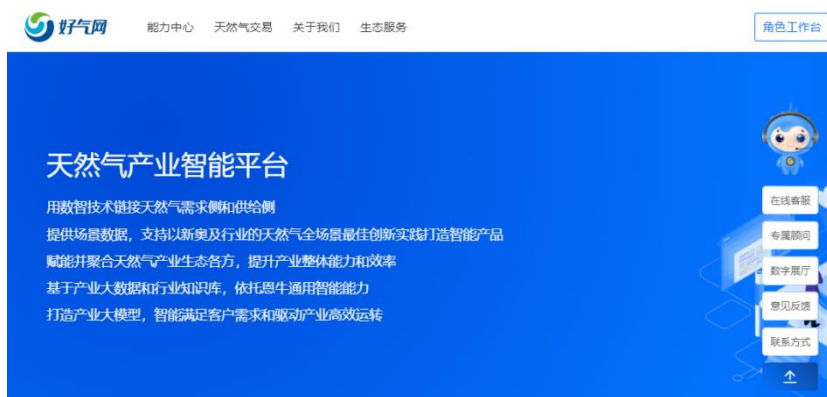 好气网 能力中心 天然气交易 关于我们 生态服务 角色工作台
天然气产业智能平台
用数智技术链接天然气需求侧和供给侧
提供场景数据，支持以新奥及行业的天然气全场景最佳创新实践打造智能产品
赋能并聚合天然气产业生态各方，提升产业整体能力和效率
基于产业大数据和行业知识库，依托恩牛通用智能能力
打造产业大模型，智能满足客户需求和驱动产业高效运转
在线客服
专属顾问
数字展厅
意见反馈
联系方式